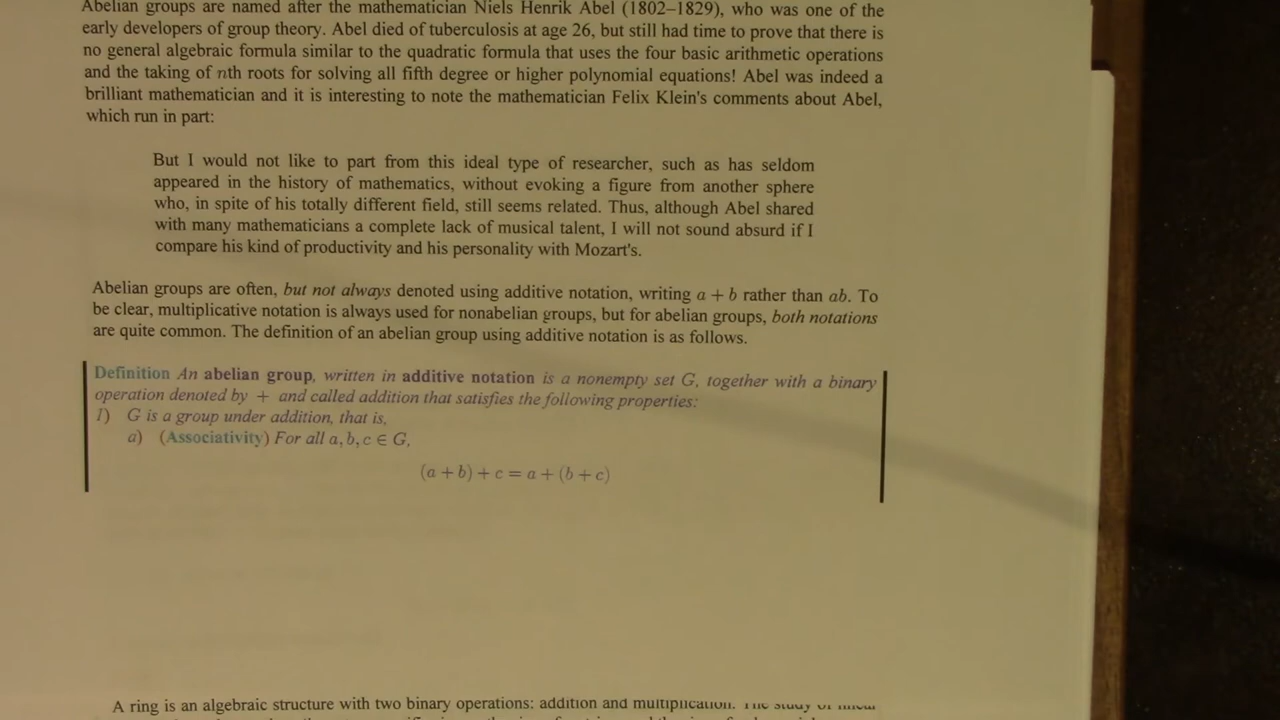 Abelian groups are named after the mathematician Niels Henrik Abel (1802–1829), who was one of the
early developers of group theory. Abel died of tuberculosis at age 26, but still had time to prove that there is
no general algebraic formula similar to the quadratic formula that uses the four basic arithmetic operations
and the taking of nth roots for solving all fifth degree or higher polynomial equations! Abel was indeed a
brilliant mathematician and it is interesting to note the mathematician Felix Klein's comments about Abel,
which run in part:
But I would not like to part from this ideal type of researcher, such as has seldom
appeared in the history of mathematics, without evoking a figure from another sphere
who, in spite of his totally different field, still seems related. Thus, although Abel shared
with many mathematicians a complete lack of musical talent, I will not sound absurd if I
compare his kind of productivity and his personality with Mozart's.
Abelian groups are often, but not always denoted using additive notation, writing a + b rather than ab. To
be clear, multiplicative notation is always used for nonabelian groups, but for abelian groups, both notations
are quite common. The definition of an abelian group using additive notation is as follows.
Definition An abelian group, written in additive notation is a nonempty set G, together with a binary
operation denoted by + and called addition that satisfies the following properties:
1) G is a group under addition, that is,
a) (Associativity) For all a, b, c ∈ G,
(a + b) + c = a + (b + c)
A ring is an algebraic structure with two binary operations: addition and multiplication. The study of linear